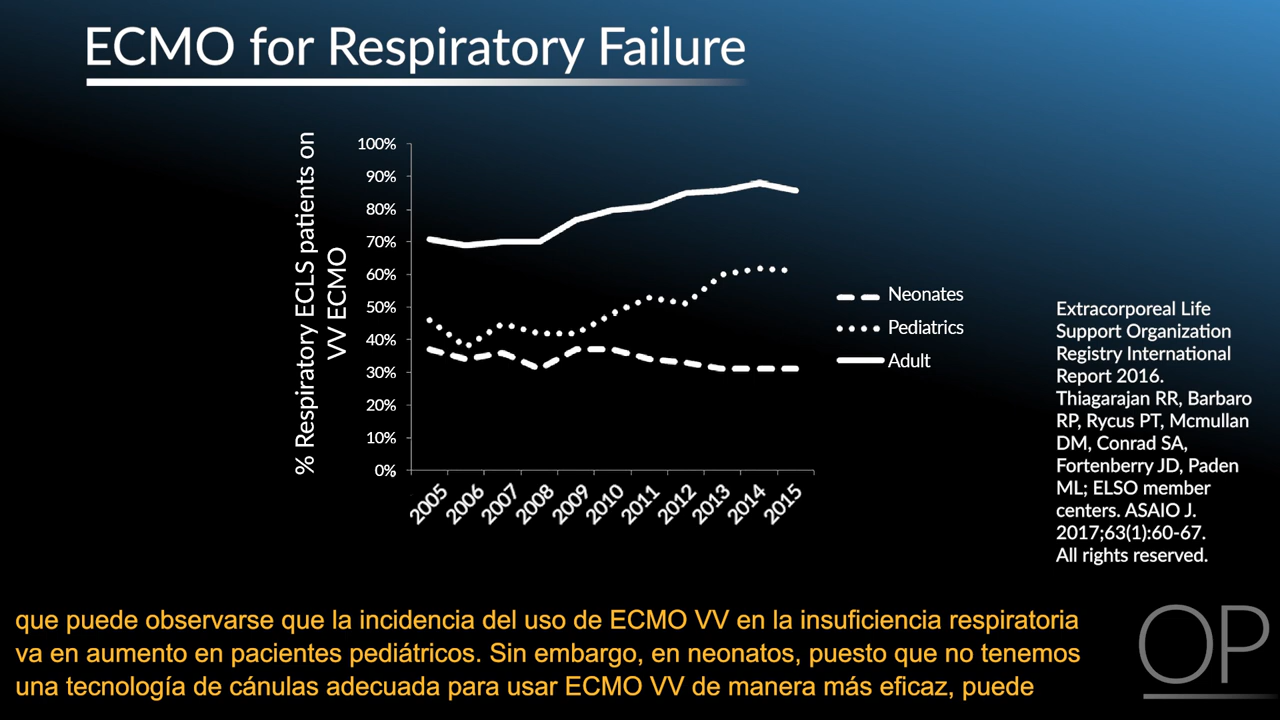 ECMO for Respiratory Failure
% Respiratory ECLS patients on
VV ECMO
100%
90%
80%
70%
60%
50%
40%
30%
20%
10%
0%
2005
2006
2007
2008
2009
2010
2011
2012
2013
2014
2015
Neonates
Pediatrics
Adult
Extracorporeal Life
Support Organization
Registry International
Report 2016.
Thiagarajan RR, Barbaro
RP, Rycus PT, Mcmullan
DM, Conrad SA,
Fortenberry JD, Paden
ML; ELSO member
centers. ASAIO J.
2017;63(1):60-67.
All rights reserved.
que puede observarse que la incidencia del uso de ECMO VV en la insuficiencia respiratoria
va en aumento en pacientes pediátricos. Sin embargo, en neonatos, puesto que no tenemos
una tecnología de cánulas adecuada para usar ECMO VV de manera más eficaz, puede
OP